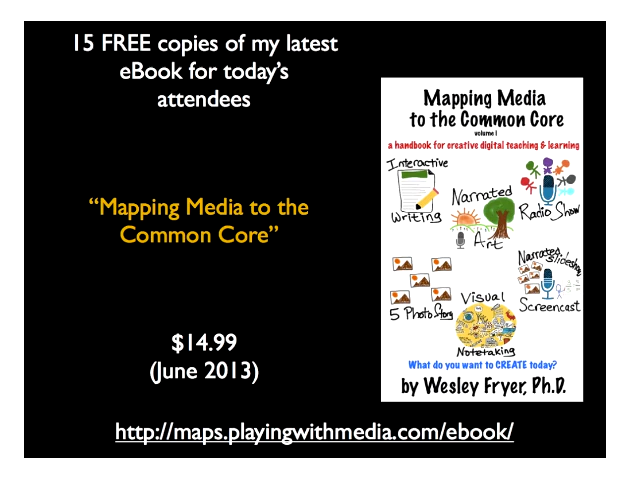 15 FREE copies of my latest
eBook for today's
attendees
"Mapping Media to the
Common Core"
$14.99
(June 2013)
http://maps.playingwithmedia.com/ebook/
Mapping Media
to the Common Core
volume I
a handbook for creative digital teaching & learning
Interactive
Writing
Narrated
Art
Radio Show
5 Photo Story
Visual
Notetaking
Narrated Slideshow
Screencast
What do you want to CREATE today?
by Wesley Fryer, Ph.D.